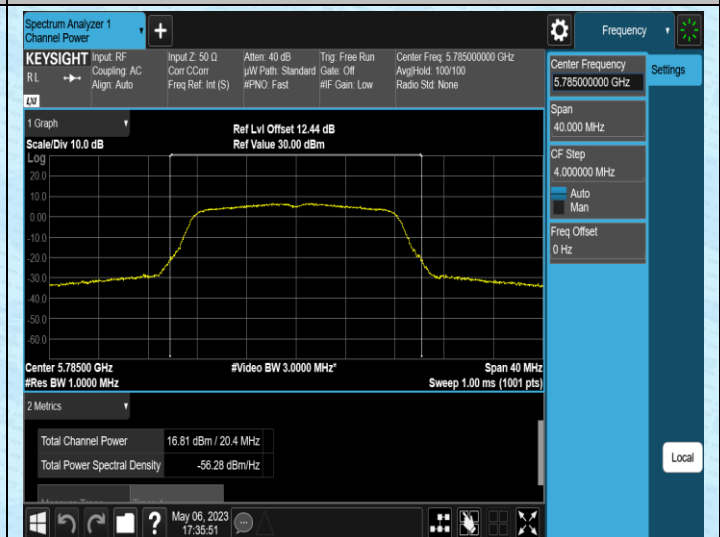 Spectrum Analyzer 1
Channel Power
+
Frequency
KEYSIGHT
R L
LXI
Input: RF
Coupling: AC
Align: Auto
Input Z: 50 Ω
Corr CCorr
Freq Ref: Int (S)
Atten: 40 dB
µW Path: Standard
#PNO: Fast
Trig: Free Run
Gate: Off
#IF Gain: Low
Center Freq: 5.785000000 GHz
Avg|Hold: 100/100
Radio Std: None
Center Frequency
5.785000000 GHz
Settings
Span
40.000 MHz
CF Step
4.000000 MHz
Auto
Man
Freq Offset
0 Hz
1 Graph
Scale/Div 10.0 dB
Ref Lvl Offset 12.44 dB
Ref Value 30.00 dBm
Log
20.0
10.0
0.00
-10.0
-20.0
-30.0
-40.0
-50.0
-60.0
Center 5.78500 GHz
#Video BW 3.0000 MHz*
Span 40 MHz
#Res BW 1.0000 MHz
Sweep 1.00 ms (1001 pts)
2 Metrics
Total Channel Power 16.81 dBm / 20.4 MHz
Total Power Spectral Density -56.28 dBm/Hz
Local
?
May 06, 2023
17:35:51